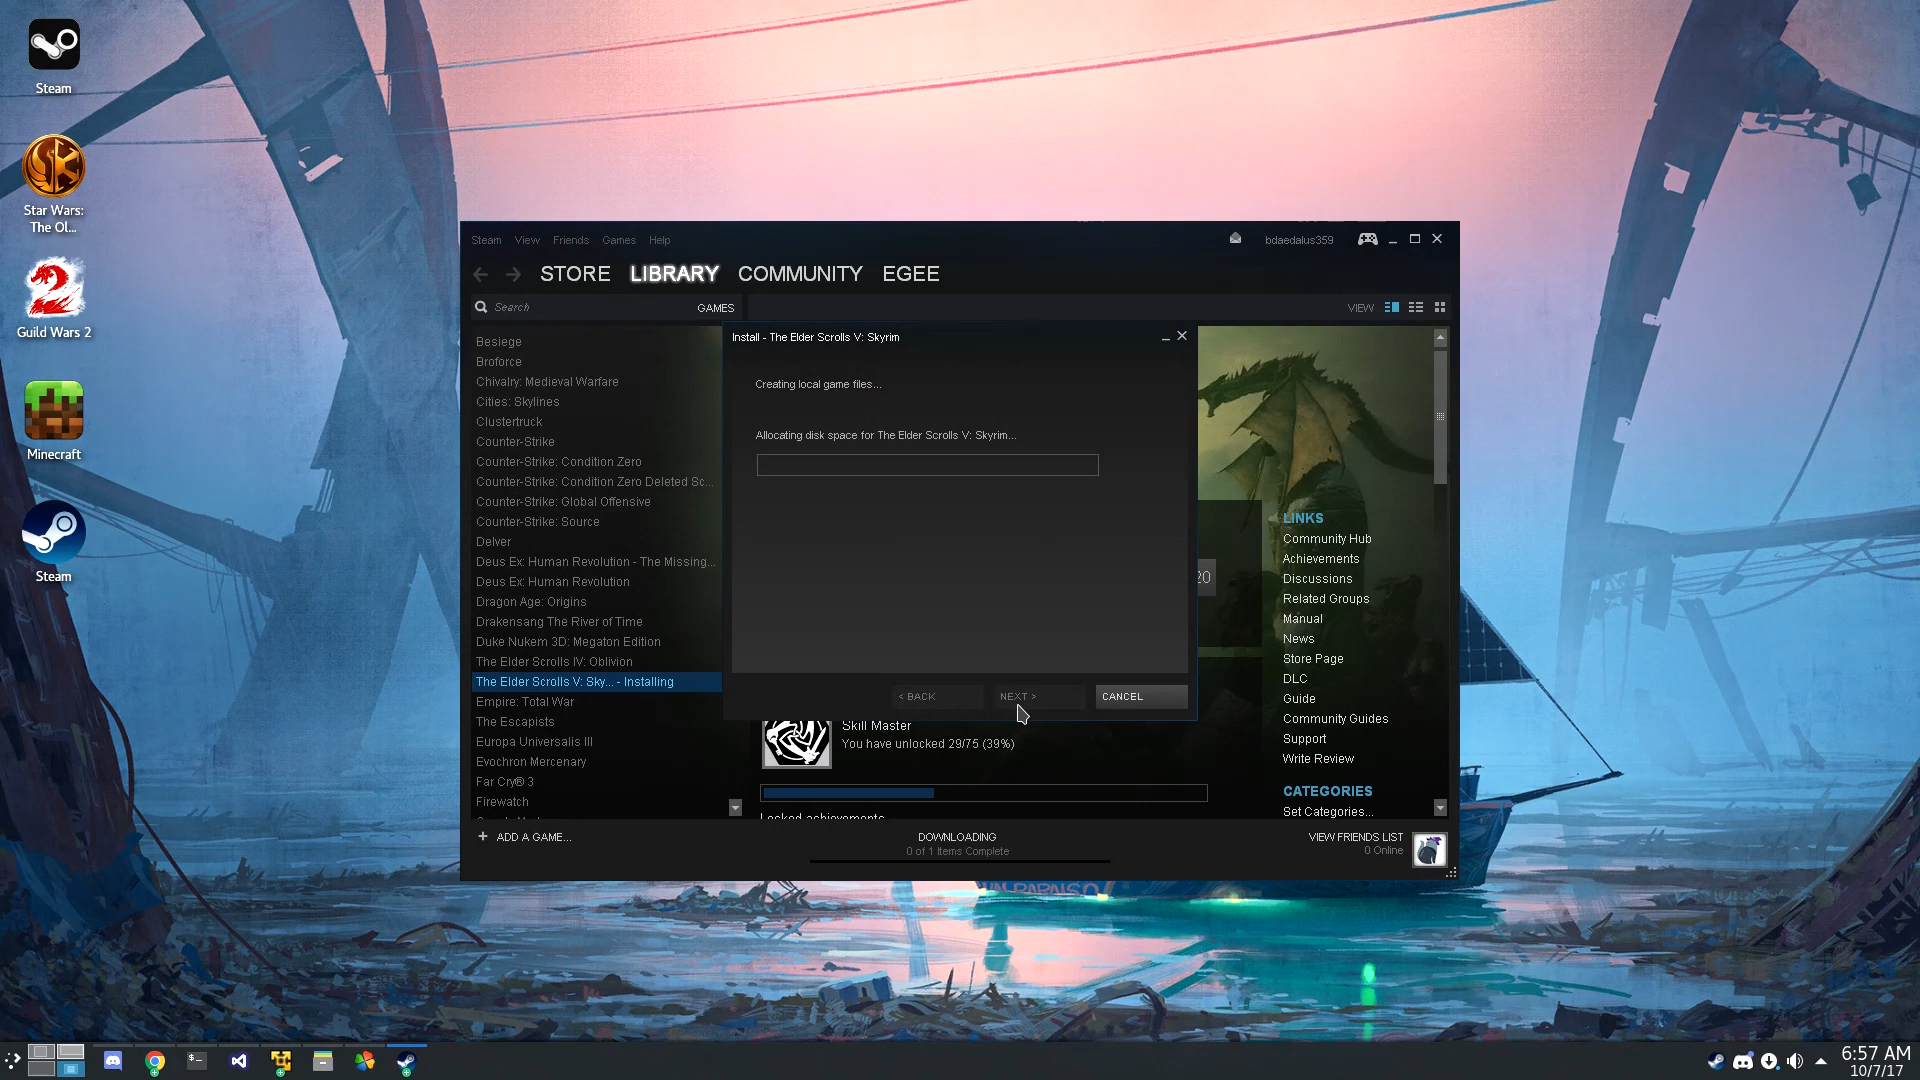 Steam
Star Wars:
The Ol...
Guild Wars 2
Minecraft
Steam
Steam View Friends Games Help
bdaedalus359
STORE LIBRARY COMMUNITY EGEE
Search
GAMES
VIEW
Besiege
Broforce
Chivalry: Medieval Warfare
Cities: Skylines
Clustertruck
Counter-Strike
Counter-Strike: Condition Zero
Counter-Strike: Condition Zero Deleted Sc...
Counter-Strike: Global Offensive
Counter-Strike: Source
Delver
Deus Ex: Human Revolution - The Missing...
Deus Ex: Human Revolution
Dragon Age: Origins
Drakensang The River of Time
Duke Nukem 3D: Megaton Edition
The Elder Scrolls IV: Oblivion
The Elder Scrolls V: Sky... - Installing
Empire: Total War
The Escapists
Europa Universalis III
Evochron Mercenary
Far Cry® 3
Firewatch
Install - The Elder Scrolls V: Skyrim
Creating local game files...
Allocating disk space for The Elder Scrolls V: Skyrim...
< BACK
NEXT >
CANCEL
20
Skill Master
You have unlocked 29/75 (39%)
Locked achievements
LINKS
Community Hub
Achievements
Discussions
Related Groups
Manual
News
Store Page
DLC
Guide
Community Guides
Support
Write Review
CATEGORIES
Set Categories...
+ ADD A GAME...
DOWNLOADING
0 of 1 Items Complete
VIEW FRIENDS LIST
0 Online
6:57 AM
10/7/17